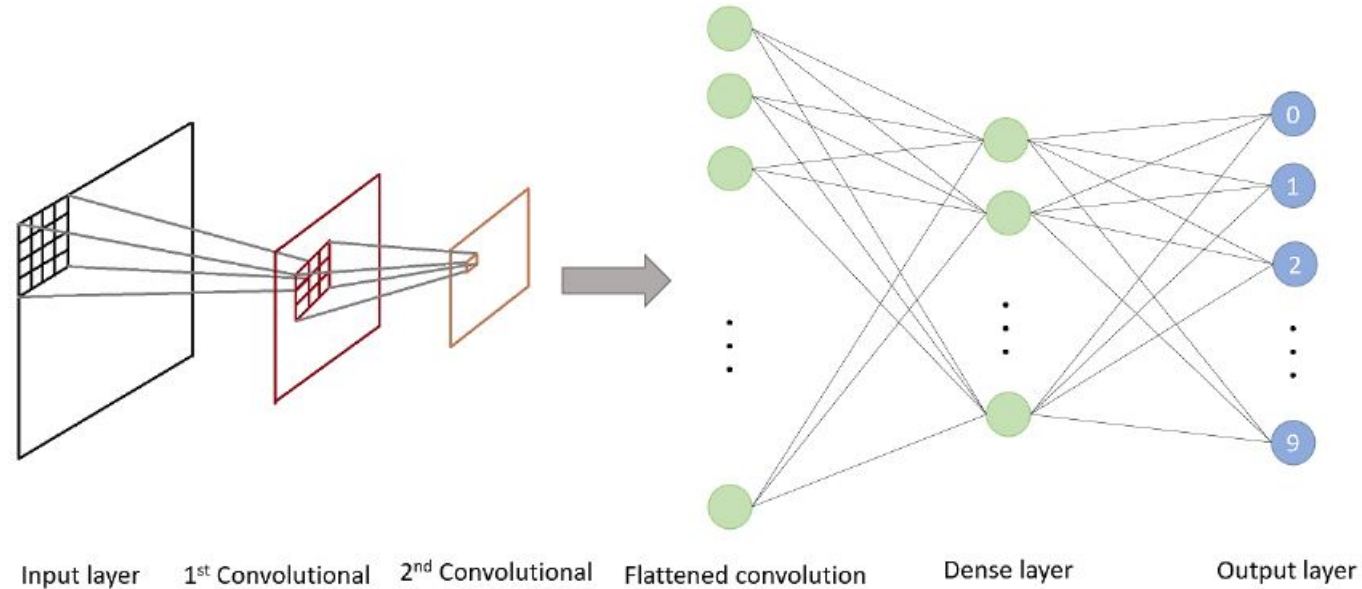 0
1
2
9
Input layer
1st Convolutional
2nd Convolutional
Flattened convolution
Dense layer
Output layer